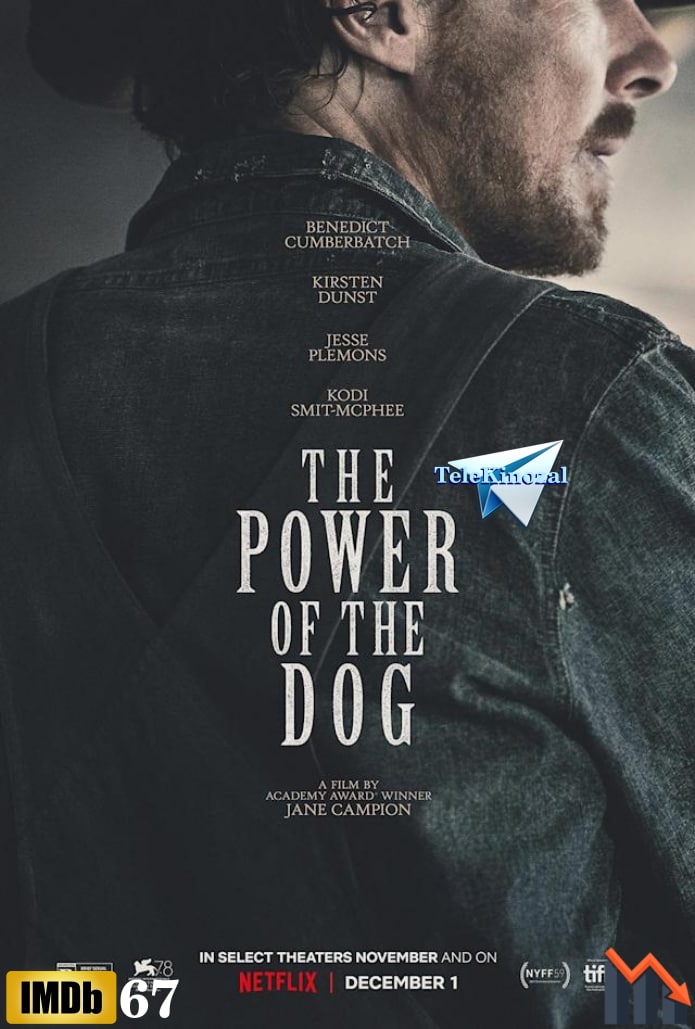 BENEDICT
CUMBERBATCH
KIRSTEN
DUNST
JESSE
PLEMONS
KODI
SMIT-MCPHEE
THE
TeleKinozal
POWER
OF THE
DOG
A FILM BY
ACADEMY AWARD® WINNER
JANE CAMPION
IN SELECT THEATERS NOVEMBER AND ON
NETFLIX | DECEMBER 1
78
NYFF59
tiff
IMDb 67